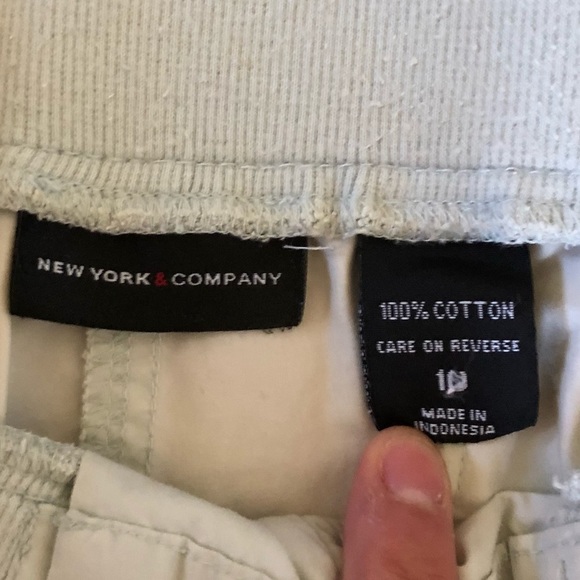 NEW YORK & COMPANY
100% COTTON
CARE ON REVERSE
MADE IN
INDONESIA